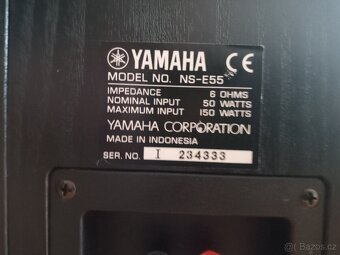 YAMAHA CE
MODEL NO. NS-E55
IMPEDANCE 6 OHMS
NOMINAL INPUT 50 WATTS
MAXIMUM INPUT 150 WATTS
YAMAHA CORPORATION
MADE IN INDONESIA
SER. NO. I 234333
Bazos.cz